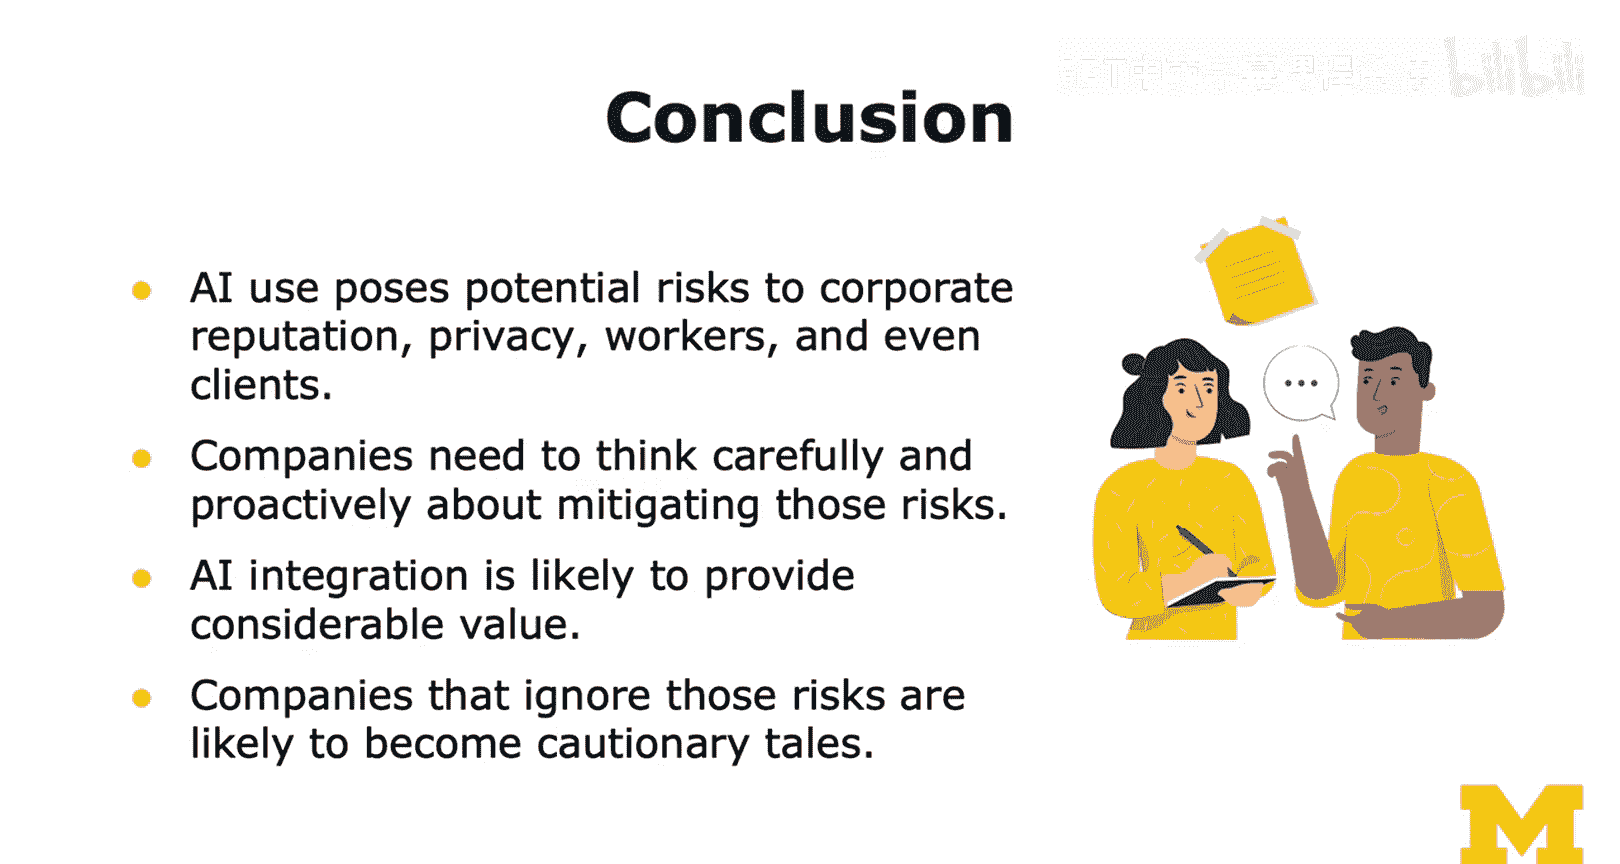 bilibili
Conclusion
AI use poses potential risks to corporate
reputation, privacy, workers, and even
clients.
Companies need to think carefully and
proactively about mitigating those risks.
AI integration is likely to provide
considerable value.
Companies that ignore those risks are
likely to become cautionary tales.
M